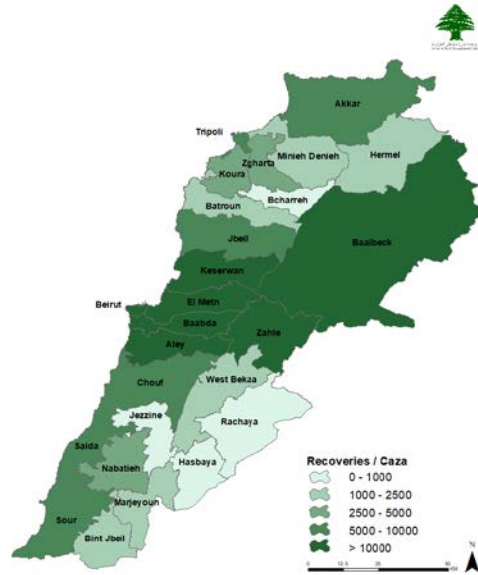 Akkar
Tripoli
Zgharta
Minieh Denieh
Hermel
Koura
Bcharreh
Batroun
Jbeil
Baalbeck
Keserwan
Beirut
El Metn
Baabda
Zahle
Aley
Chouf
West Bekaa
Jezzine
Rachaya
Saida
Nabatieh
Hasbaya
Marjeyoun
Sour
Bint Jbeil
Recoveries / Caza
0 - 1000
1000 - 2500
2500 - 5000
5000 - 10000
> 10000
N
0